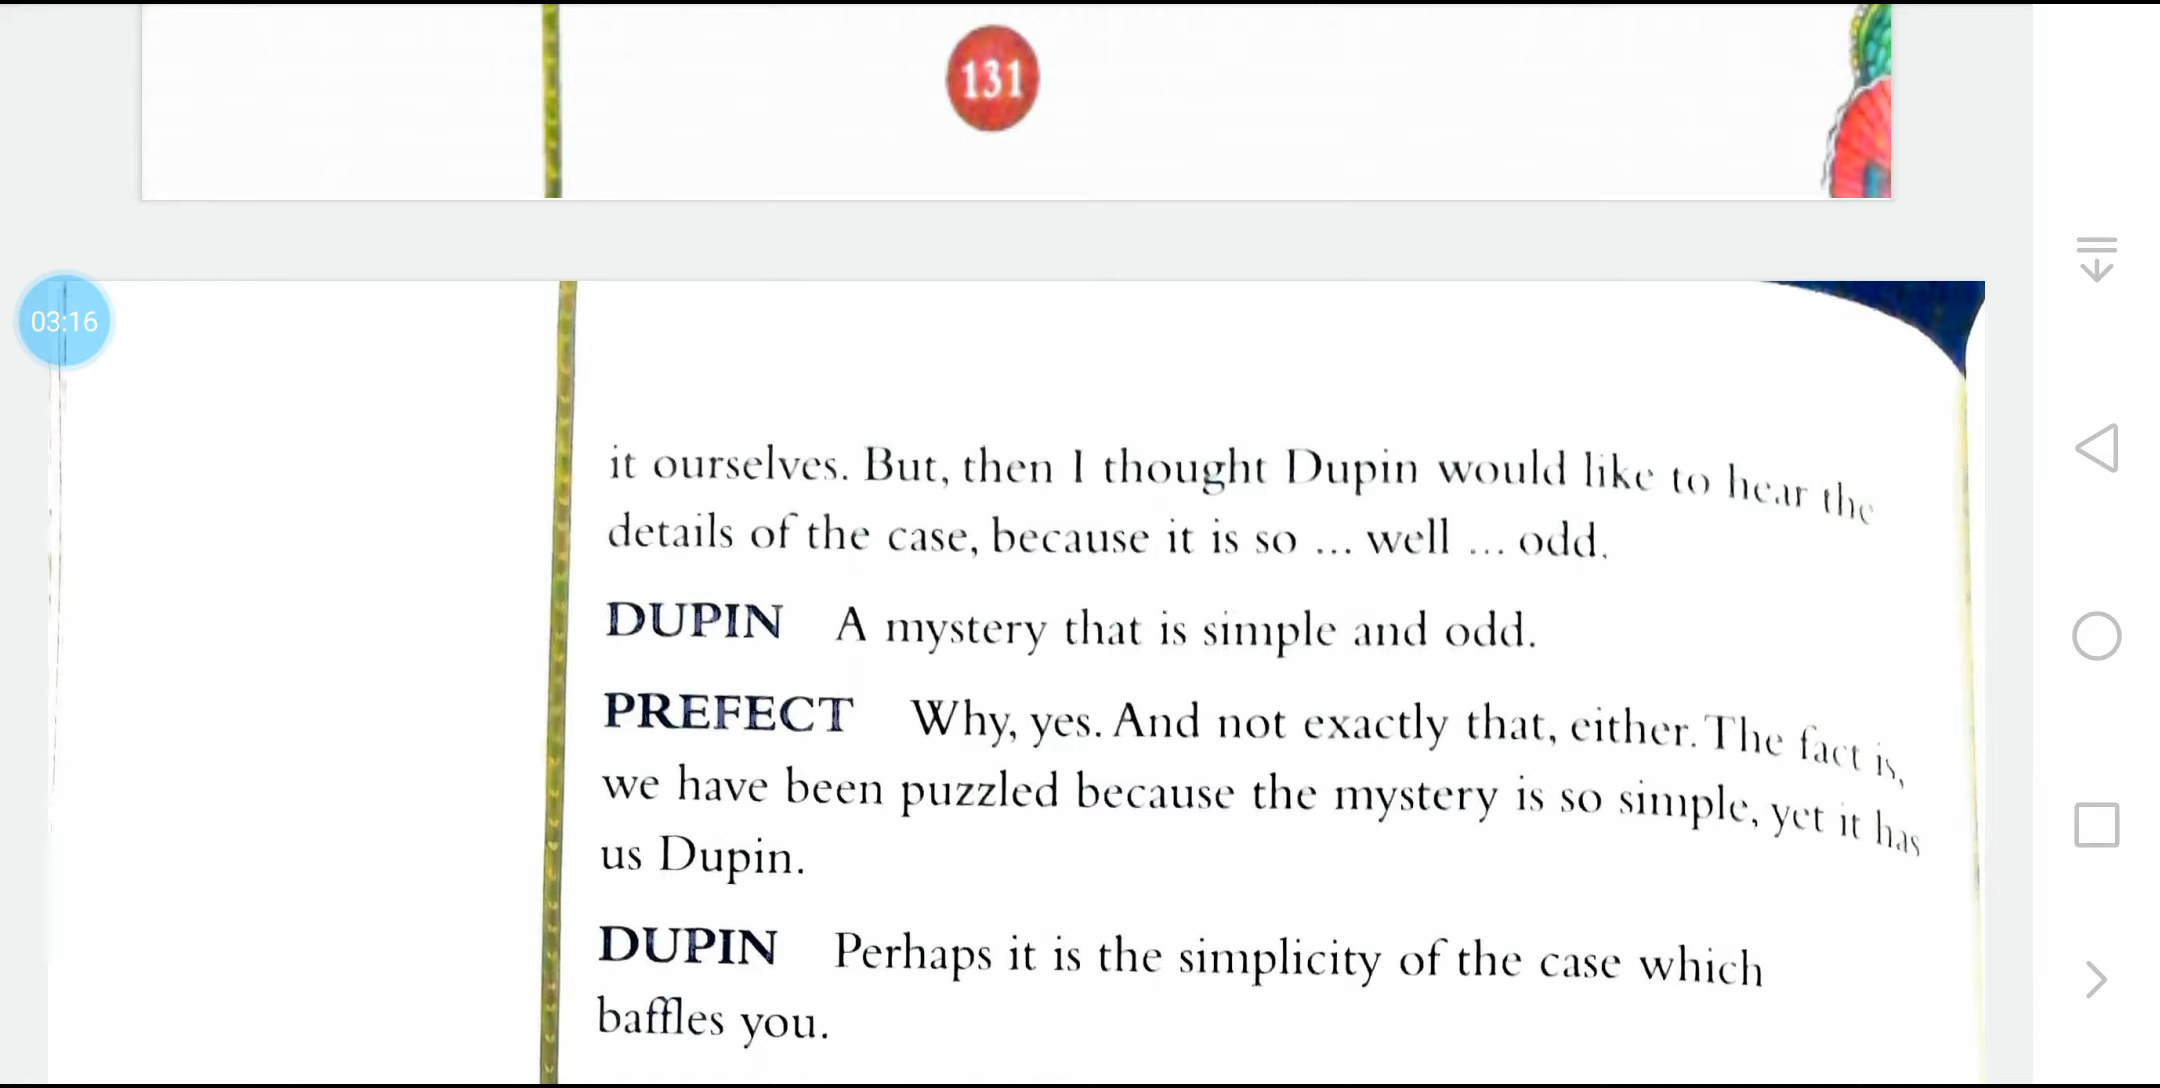 131
03:16
it ourselves. But, then I thought Dupin would like to hear the
details of the case, because it is so ... well ... odd.
DUPIN A mystery that is simple and odd.
PREFECT Why, yes. And not exactly that, either. The fact is,
we have been puzzled because the mystery is so simple, yet it has
us Dupin.
DUPIN Perhaps it is the simplicity of the case which
baffles you.